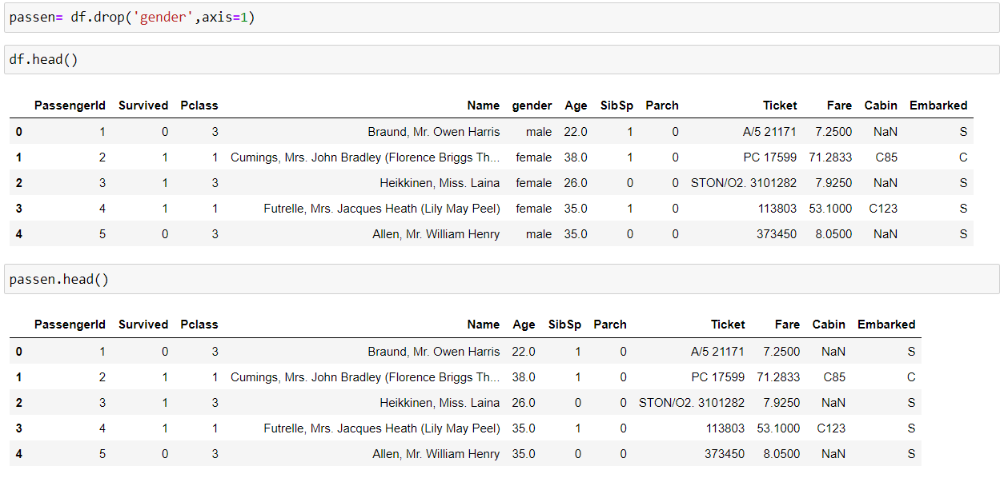 passen= df.drop('gender',axis=1)
df.head()
PassengerId Survived Pclass Name gender Age SibSp Parch Ticket Fare Cabin Embarked
0 1 0 3 Braund, Mr. Owen Harris male 22.0 1 0 A/5 21171 7.2500 NaN S
1 2 1 1 Cumings, Mrs. John Bradley (Florence Briggs Th... female 38.0 1 0 PC 17599 71.2833 C85 C
2 3 1 3 Heikkinen, Miss. Laina female 26.0 0 0 STON/O2. 3101282 7.9250 NaN S
3 4 1 1 Futrelle, Mrs. Jacques Heath (Lily May Peel) female 35.0 1 0 113803 53.1000 C123 S
4 5 0 3 Allen, Mr. William Henry male 35.0 0 0 373450 8.0500 NaN S
passen.head()
PassengerId Survived Pclass Name Age SibSp Parch Ticket Fare Cabin Embarked
0 1 0 3 Braund, Mr. Owen Harris 22.0 1 0 A/5 21171 7.2500 NaN S
1 2 1 1 Cumings, Mrs. John Bradley (Florence Briggs Th... 38.0 1 0 PC 17599 71.2833 C85 C
2 3 1 3 Heikkinen, Miss. Laina 26.0 0 0 STON/O2. 3101282 7.9250 NaN S
3 4 1 1 Futrelle, Mrs. Jacques Heath (Lily May Peel) 35.0 1 0 113803 53.1000 C123 S
4 5 0 3 Allen, Mr. William Henry 35.0 0 0 373450 8.0500 NaN S